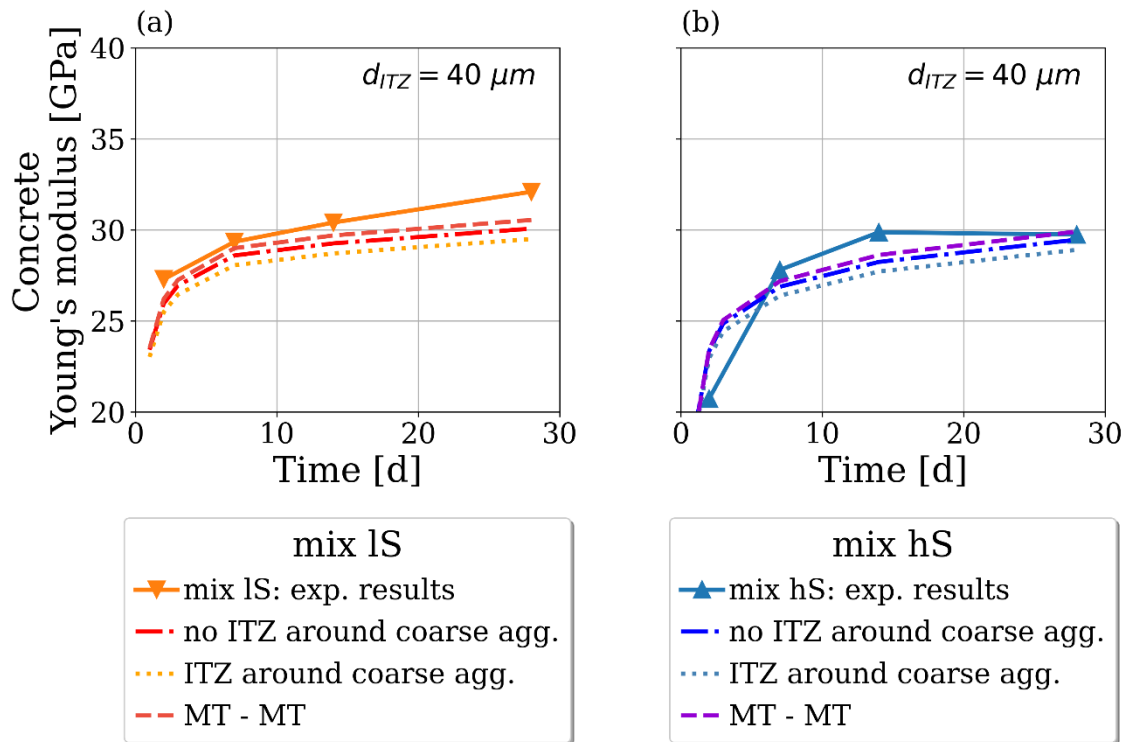 (a)
(b)
Concrete
Young's modulus [GPa]
40
35
30
25
20
d_ITZ = 40 μm
d_ITZ = 40 μm
0
10
20
30
0
10
20
30
Time [d]
Time [d]
mix lS
mix lS: exp. results
no ITZ around coarse agg.
ITZ around coarse agg.
MT - MT
mix hS
mix hS: exp. results
no ITZ around coarse agg.
ITZ around coarse agg.
MT - MT